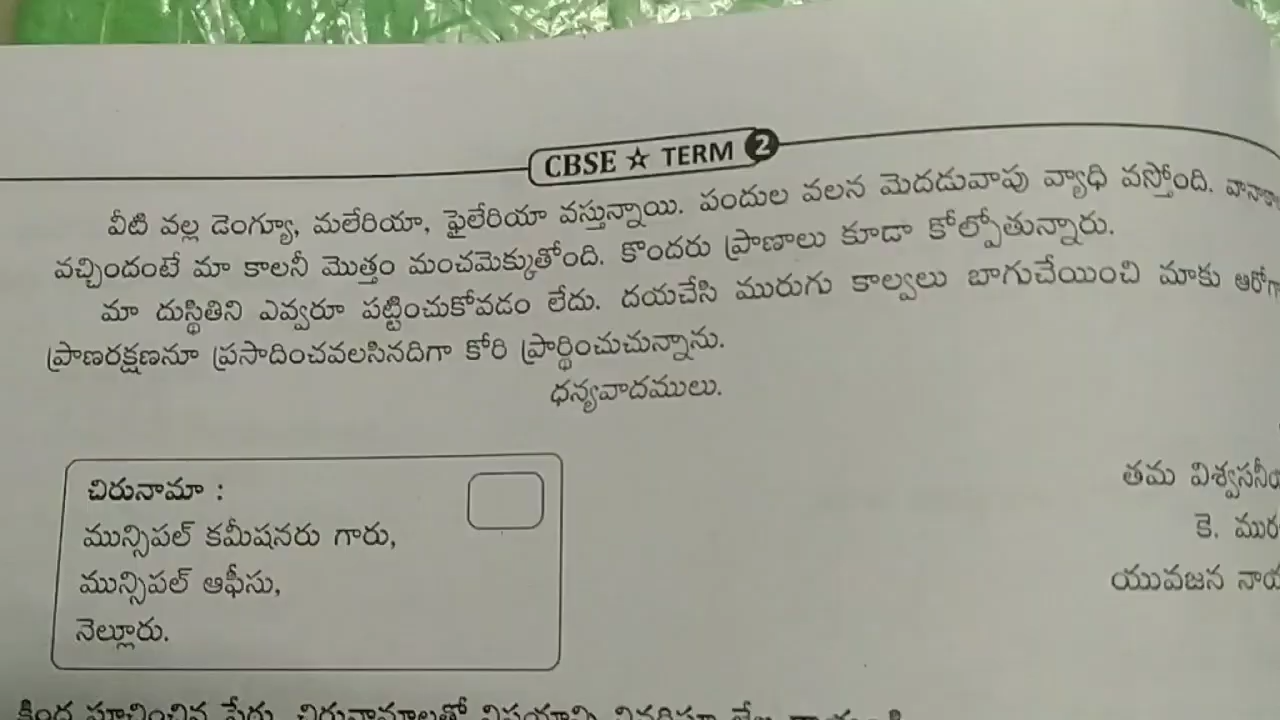 CBSE ☆ TERM 2
వీటి వల్ల డెంగ్యూ, మలేరియా, ఫైలేరియా వస్తున్నాయి. పందుల వలన మెదడువాపు వ్యాధి వస్తోంది.
వచ్చిందంటే మా కాలనీ మొత్తం మంచమెక్కుతోంది. కొందరు ప్రాణాలు కూడా కోల్పోతున్నారు.
మా దుస్థితిని ఎవ్వరూ పట్టించుకోవడం లేదు. దయచేసి మురుగు కాల్వలు బాగుచేయించి మాకు
ప్రాణరక్షణనూ ప్రసాదించవలసినదిగా కోరి ప్రార్థించుచున్నాను.
ధన్యవాదములు.
చిరునామా :
మున్సిపల్ కమీషనరు గారు,
మున్సిపల్ ఆఫీసు,
నెల్లూరు.
తమ
కె.
యువజన